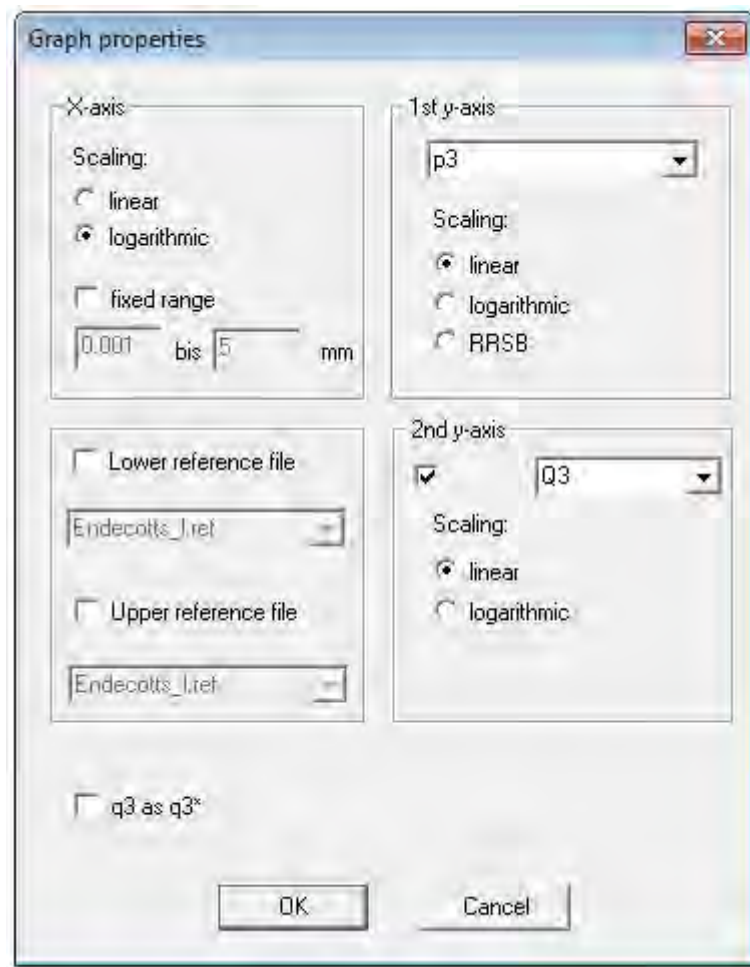 Graph properties
X-axis
Scaling:
linear
logarithmic
fixed range
0.001 bis 5 mm
1st y-axis
p3
Scaling:
linear
logarithmic
RRSB
Lower reference file
Endecotts_l.ref
Upper reference file
Endecotts_l.ref
2nd y-axis
Q3
Scaling:
linear
logarithmic
q3 as q3*
OK
Cancel